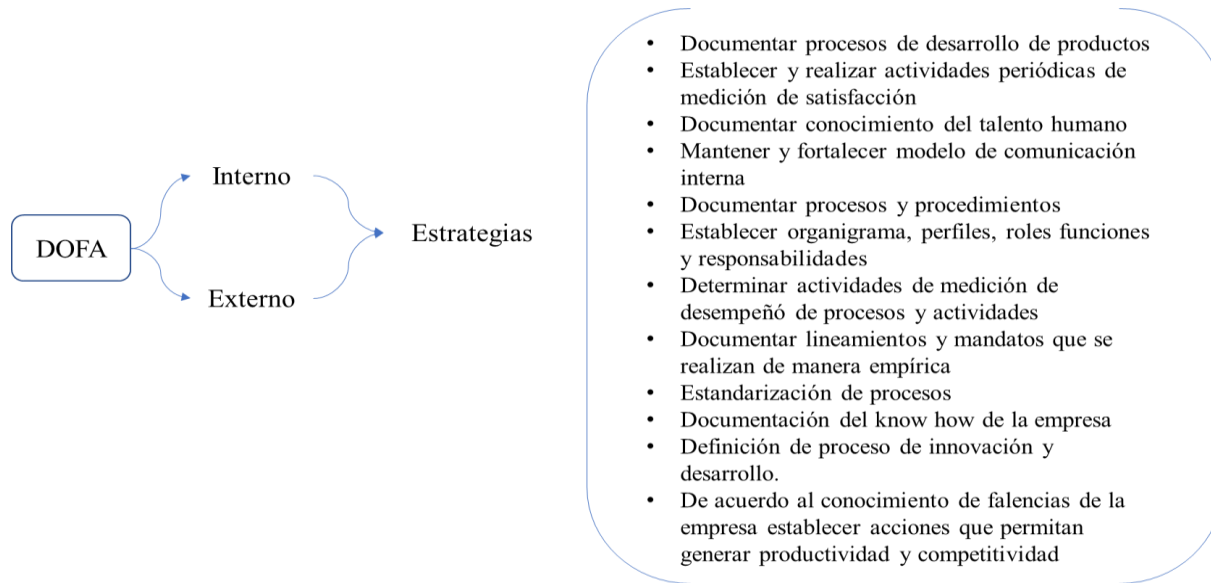 DOFA
Interno
Externo
Estrategias
• Documentar procesos de desarrollo de productos
• Establecer y realizar actividades periódicas de
medición de satisfacción
• Documentar conocimiento del talento humano
• Mantener y fortalecer modelo de comunicación
interna
• Documentar procesos y procedimientos
• Establecer organigrama, perfiles, roles funciones
y responsabilidades
• Determinar actividades de medición de
desempeñó de procesos y actividades
• Documentar lineamientos y mandatos que se
realizan de manera empírica
• Estandarización de procesos
• Documentación del know how de la empresa
• Definición de proceso de innovación y
desarrollo.
• De acuerdo al conocimiento de falencias de la
empresa establecer acciones que permitan
generar productividad y competitividad